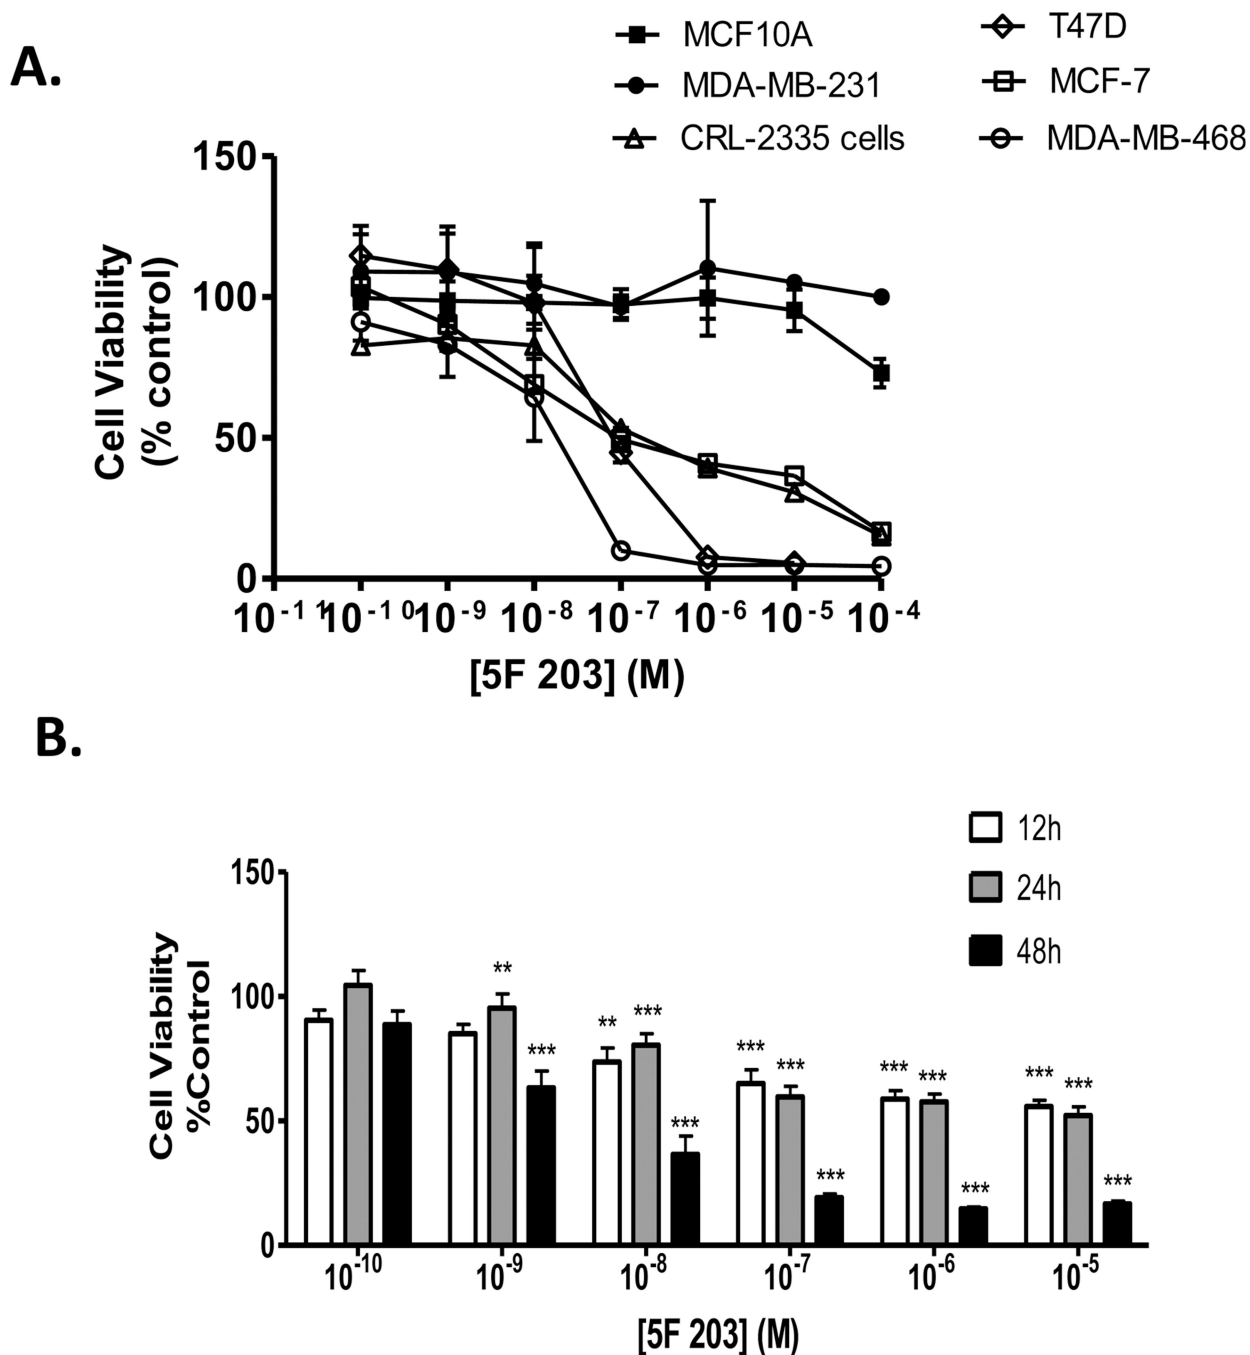 A.
MCF10A
MDA-MB-231
CRL-2335 cells
T47D
MCF-7
MDA-MB-468
Cell Viability
(% control)
150
100
50
0
10⁻¹¹ 10⁻¹⁰ 10⁻⁹ 10⁻⁸ 10⁻⁷ 10⁻⁶ 10⁻⁵ 10⁻⁴
[5F 203] (M)
B.
12h
24h
48h
Cell Viability
%Control
150
100
50
0
** *** ** *** *** *** *** *** *** *** *** *** *** ***
10⁻¹⁰ 10⁻⁹ 10⁻⁸ 10⁻⁷ 10⁻⁶ 10⁻⁵
[5F 203] (M)